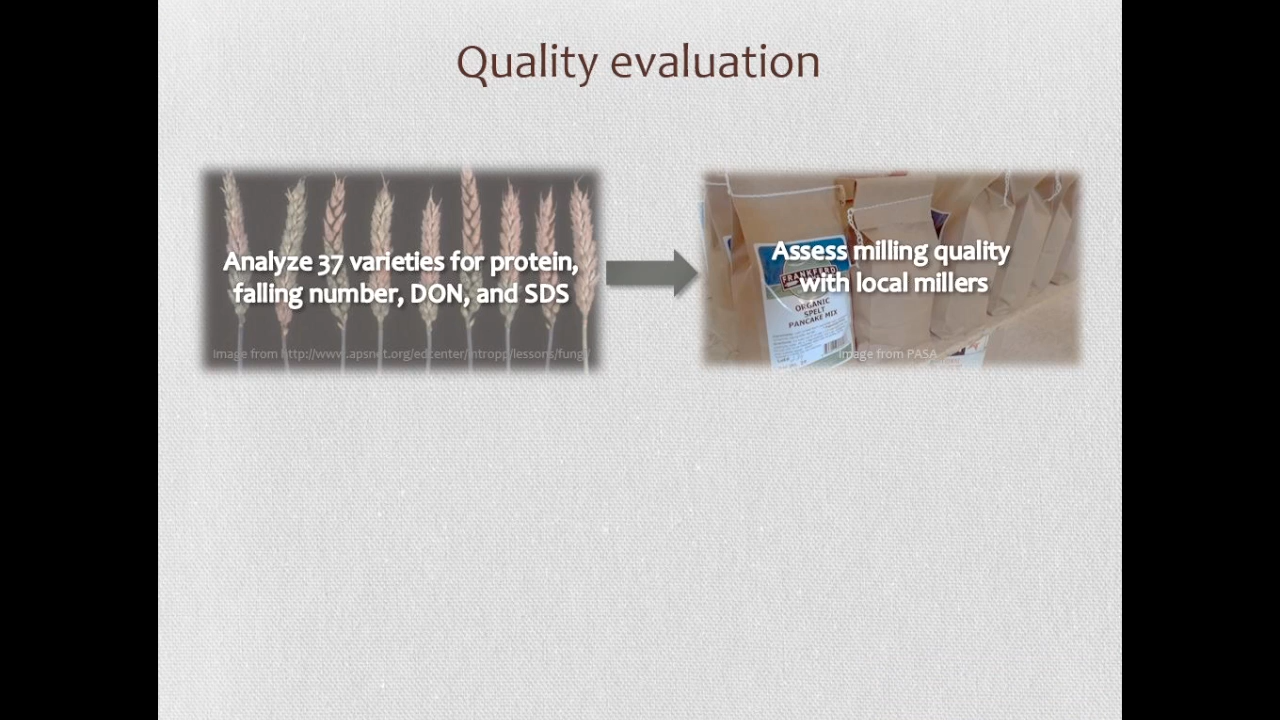 Quality evaluation
Analyze 37 varieties for protein,
falling number, DON, and SDS
Image from http://www.apsnet.org/edcenter/intropp/lessons/fungi/
Assess milling quality
with local millers
FRANKFERD
ORGANIC
SPELT
PANCAKE MIX
Image from PASA